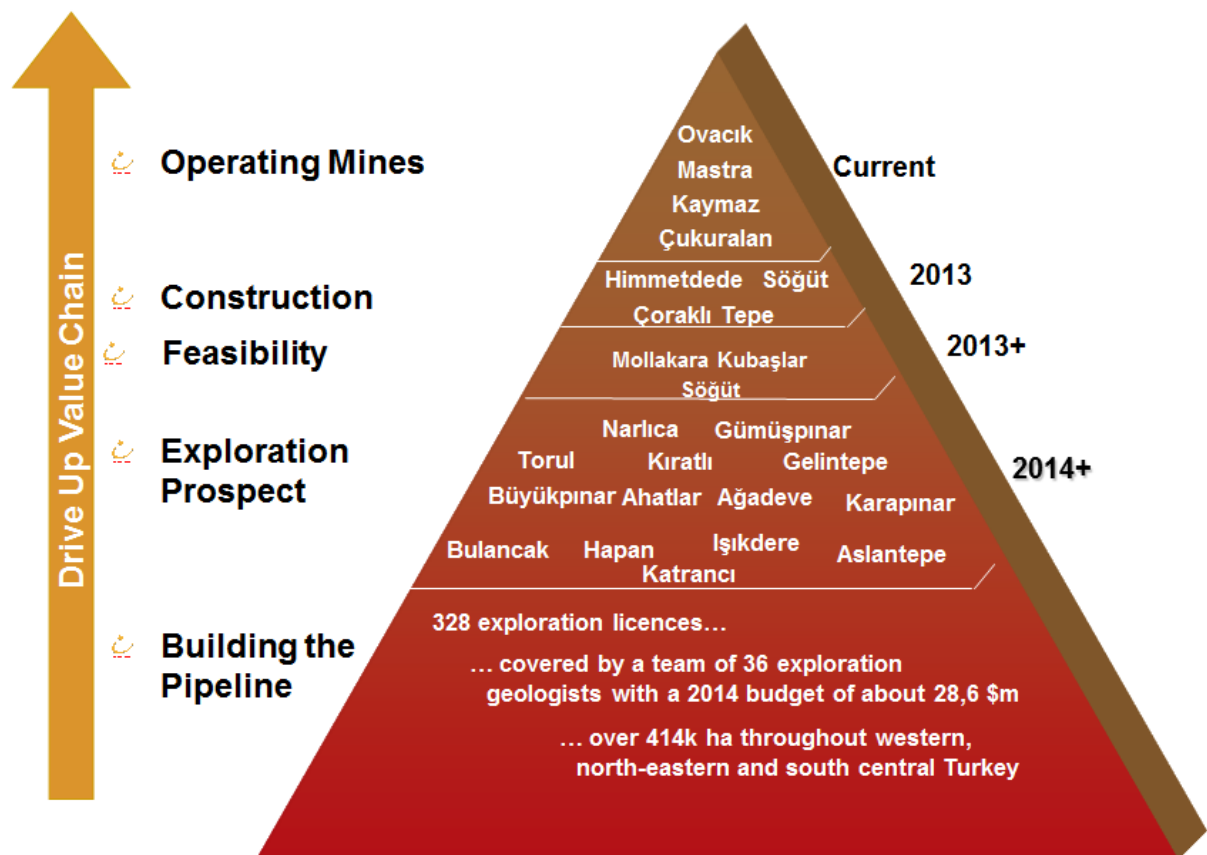 Drive Up Value Chain
Operating Mines
Ovacık
Mastra
Kaymaz
Çukuralan
Current
Construction
Himmetdede Söğüt
Çoraklı Tepe
2013
Feasibility
Mollakara Kubaşlar
Söğüt
2013+
Exploration
Prospect
Narlıca Gümüşpınar
Torul Kıratlı Gelintepe
Büyükpınar Ahatlar Ağadeve Karapınar
Bulancak Hapan Işıkdere Aslantepe
Katrancı
2014+
Building the
Pipeline
328 exploration licences…
… covered by a team of 36 exploration
geologists with a 2014 budget of about 28,6 $m
… over 414k ha throughout western,
north-eastern and south central Turkey